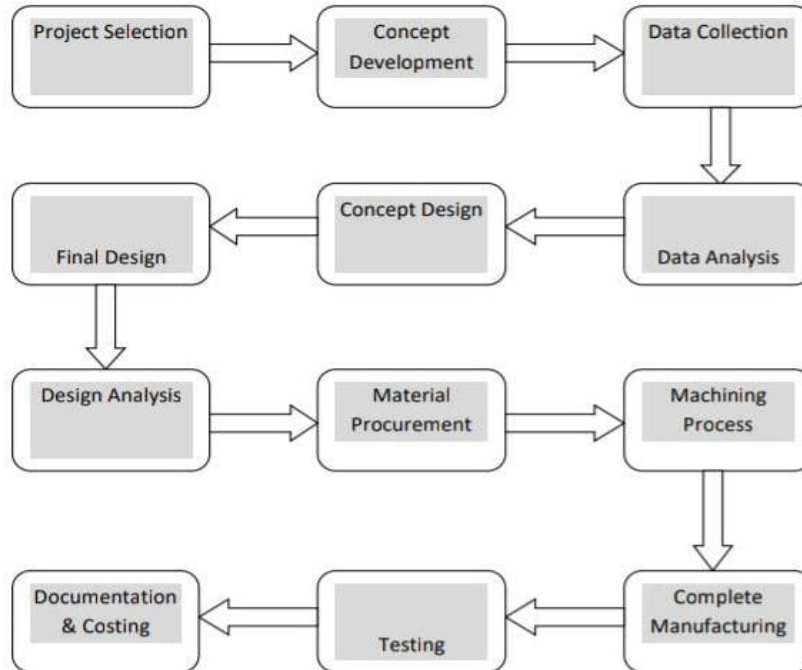 Project Selection
Concept
Development
Data Collection
Final Design
Concept Design
Data Analysis
Design Analysis
Material
Procurement
Machining
Process
Documentation
& Costing
Testing
Complete
Manufacturing